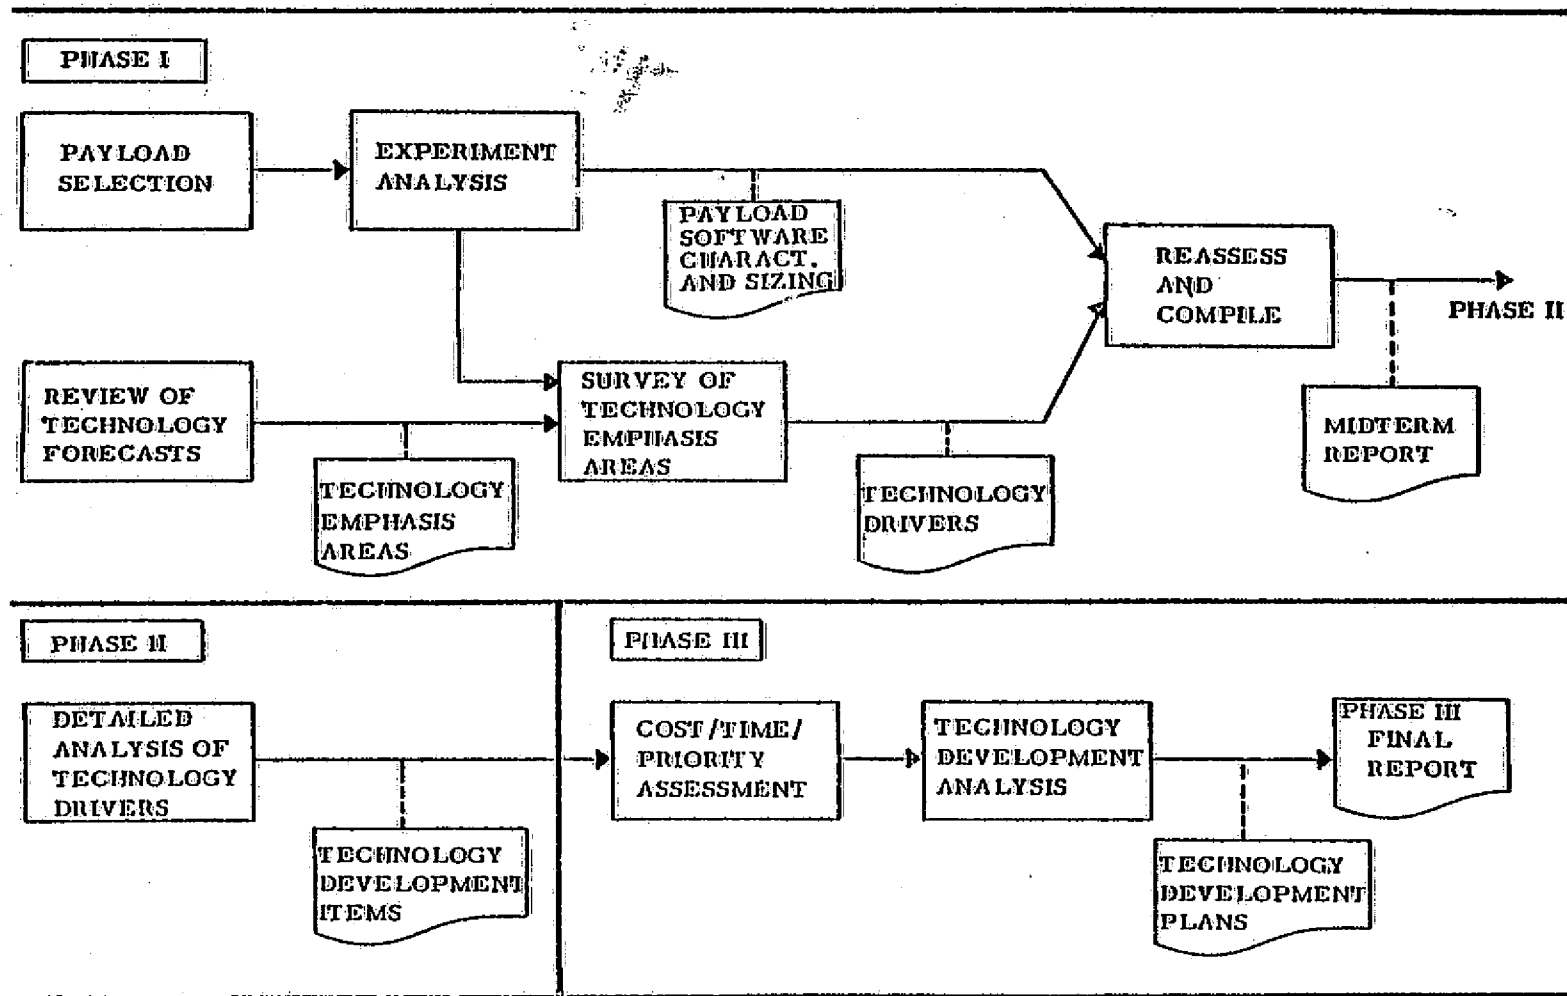 PHASE I
PAYLOAD
SELECTION
EXPERIMENT
ANALYSIS
PAYLOAD
SOFTWARE
CHARACT.
AND SIZING
REASSESS
AND
COMPILE
PHASE II
REVIEW OF
TECHNOLOGY
FORECASTS
TECHNOLOGY
EMPHASIS
AREAS
SURVEY OF
TECHNOLOGY
EMPHASIS
AREAS
TECHNOLOGY
DRIVERS
MIDTERM
REPORT
PHASE II
DETAILED
ANALYSIS OF
TECHNOLOGY
DRIVERS
TECHNOLOGY
DEVELOPMENT
ITEMS
PHASE III
COST/TIME/
PRIORITY
ASSESSMENT
TECHNOLOGY
DEVELOPMENT
ANALYSIS
TECHNOLOGY
DEVELOPMENT
PLANS
PHASE III
FINAL
REPORT